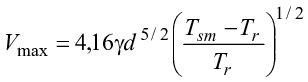 V_max = 4,16γd^{5/2} ((T_sm − T_r) / T_r)^{1/2}